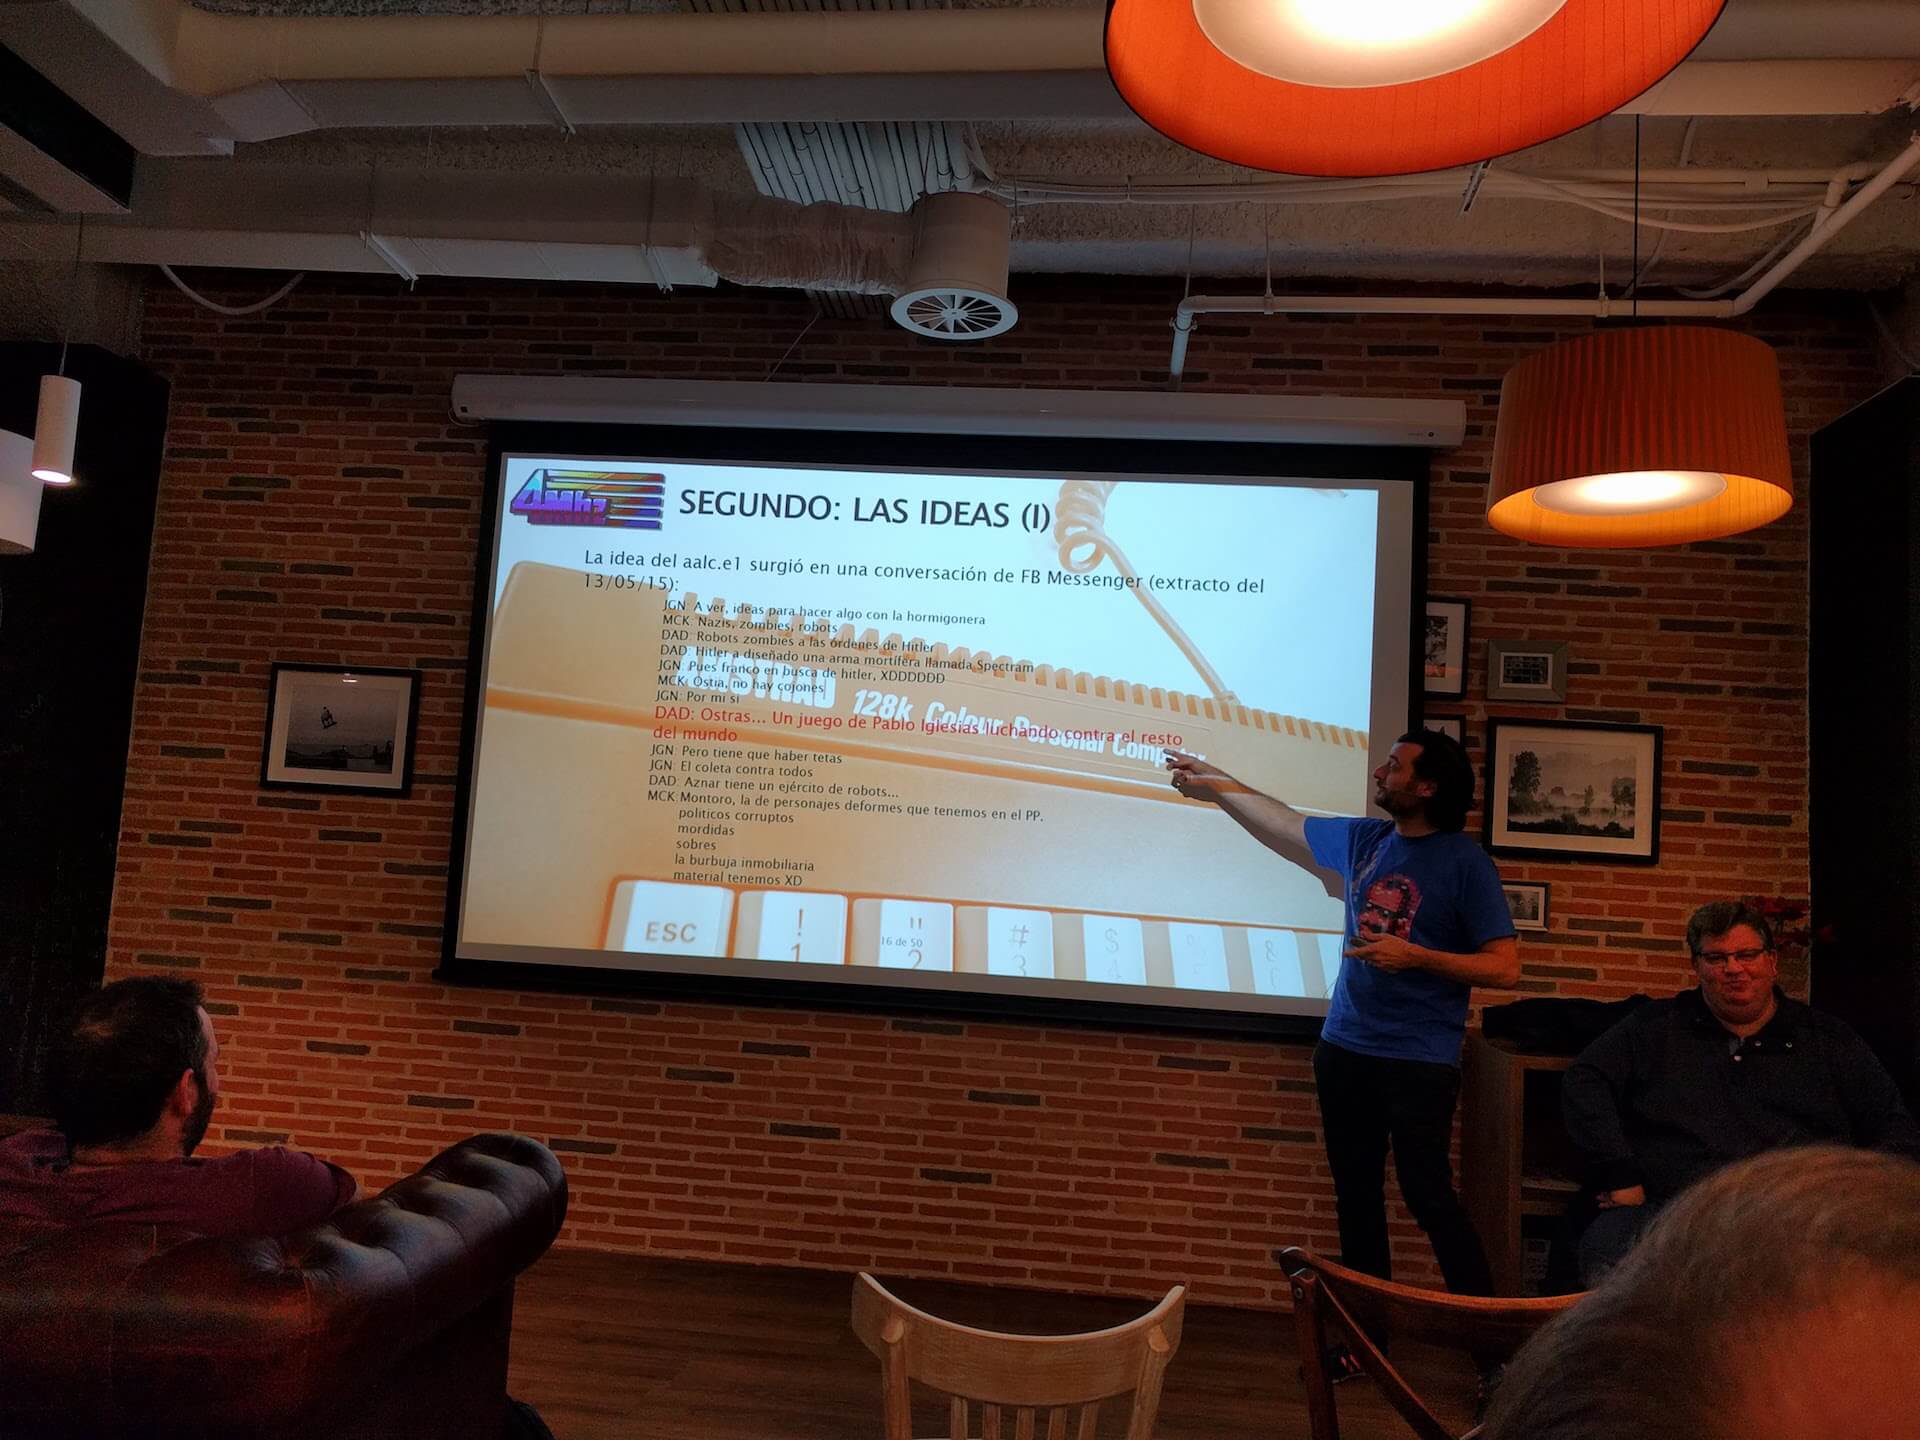 4MHz
SEGUNDO: LAS IDEAS (I)
La idea del aalc.e1 surgió en una conversación de FB Messenger (extracto del
13/05/15):
JGN: A ver, ideas para hacer algo con la hormigonera
MCK: Nazis, zombies, robots
DAD: Robots zombies a las órdenes de Hitler
DAD: Hitler a diseñado una arma mortífera llamada Spectram
JGN: Pues franco en busca de hitler, XDDDDDD
MCK: Ostia, no hay cojones
JGN: Por mi si
DAD: Ostras... Un juego de Pablo Iglesias luchando contra el resto
del mundo
JGN: Pero tiene que haber tetas
JGN: El coleta contra todos
DAD: Aznar tiene un ejército de robots...
MCK: Montoro, la de personajes deformes que tenemos en el PP.
politicos corruptos
mordidas
sobres
la burbuja inmobiliaria
material tenemos XD
AMSTRAD 128k Colour Personal Computer
ESC ! " # $ &
1 2 3
16 de 50